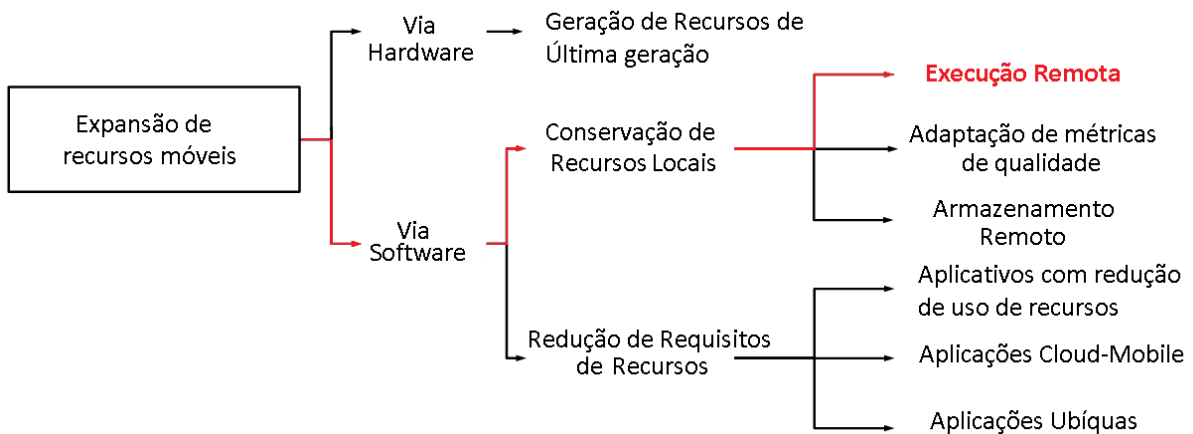 Expansão de
recursos móveis
Via
Hardware
Geração de Recursos de
Última geração
Via
Software
Conservação de
Recursos Locais
Execução Remota
Adaptação de métricas
de qualidade
Armazenamento
Remoto
Redução de Requisitos
de Recursos
Aplicativos com redução
de uso de recursos
Aplicações Cloud-Mobile
Aplicações Ubíquas